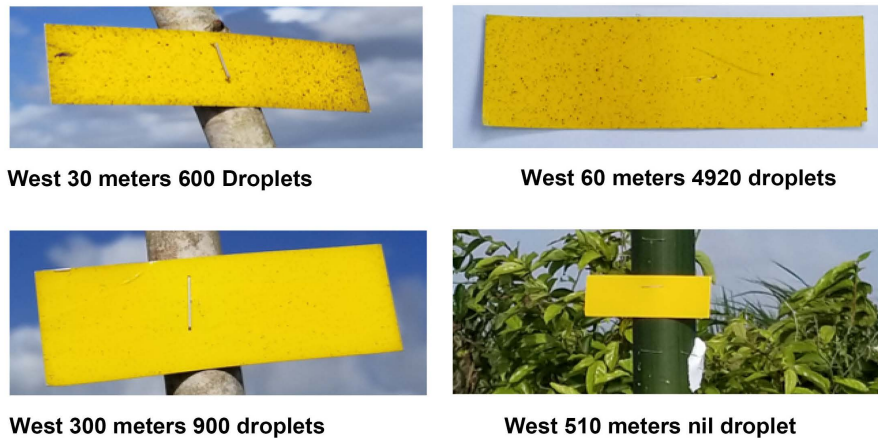 West 30 meters 600 Droplets
West 60 meters 4920 droplets
West 300 meters 900 droplets
West 510 meters nil droplet